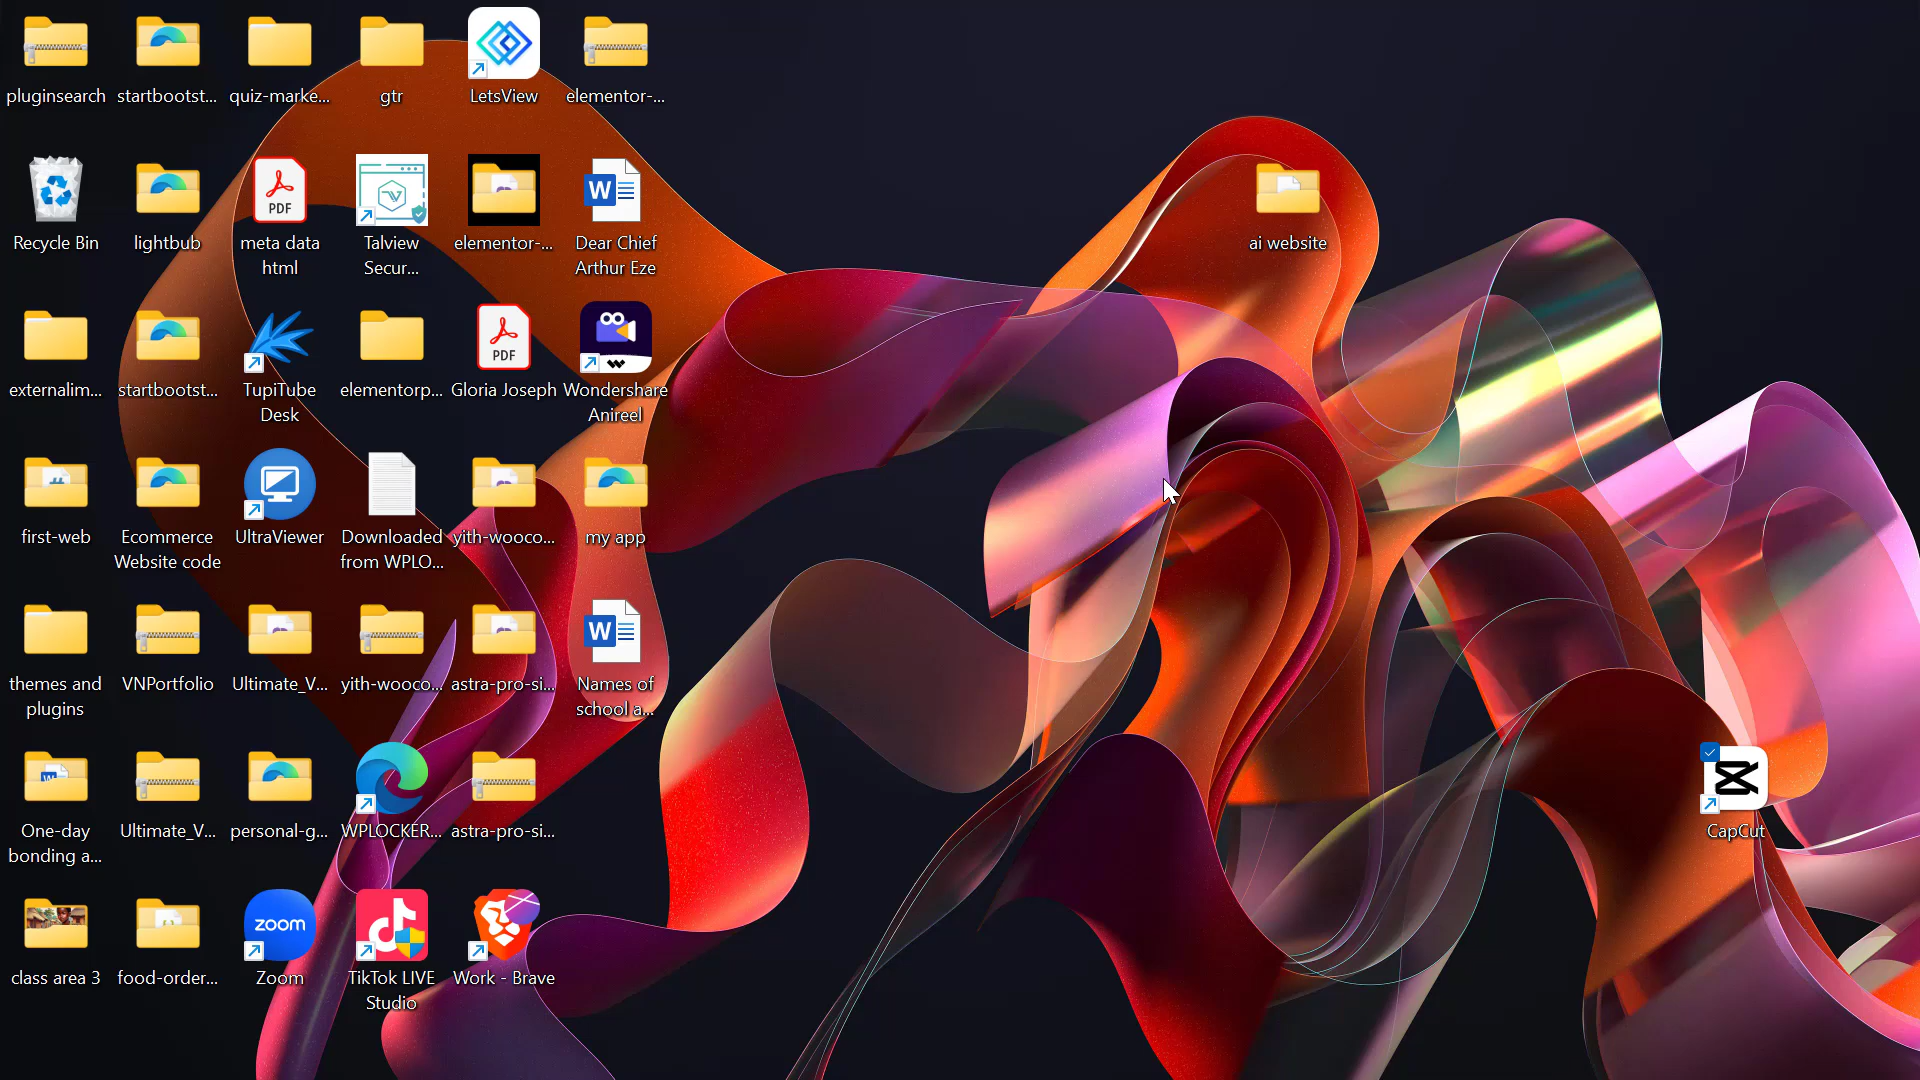 pluginsearch
startbootst...
quiz-marke...
gtr
LetsView
elementor-...
Recycle Bin
lightbub
PDF
meta data
html
Talview
Secur...
elementor-...
W
Dear Chief
Arthur Eze
ai website
externalim...
startbootst...
TupiTube
Desk
elementorp...
PDF
Gloria Joseph
Wondershare
Anireel
first-web
Ecommerce
Website code
UltraViewer
Downloaded
from WPLO...
yith-wooco...
my app
themes and
plugins
VNPortfolio
Ultimate_V...
yith-wooco...
astra-pro-si...
W
Names of
school a...
W
One-day
bonding a...
Ultimate_V...
personal-g...
WPLOCKER...
astra-pro-si...
CapCut
class area 3
food-order...
zoom
Zoom
TikTok LIVE
Studio
Work - Brave